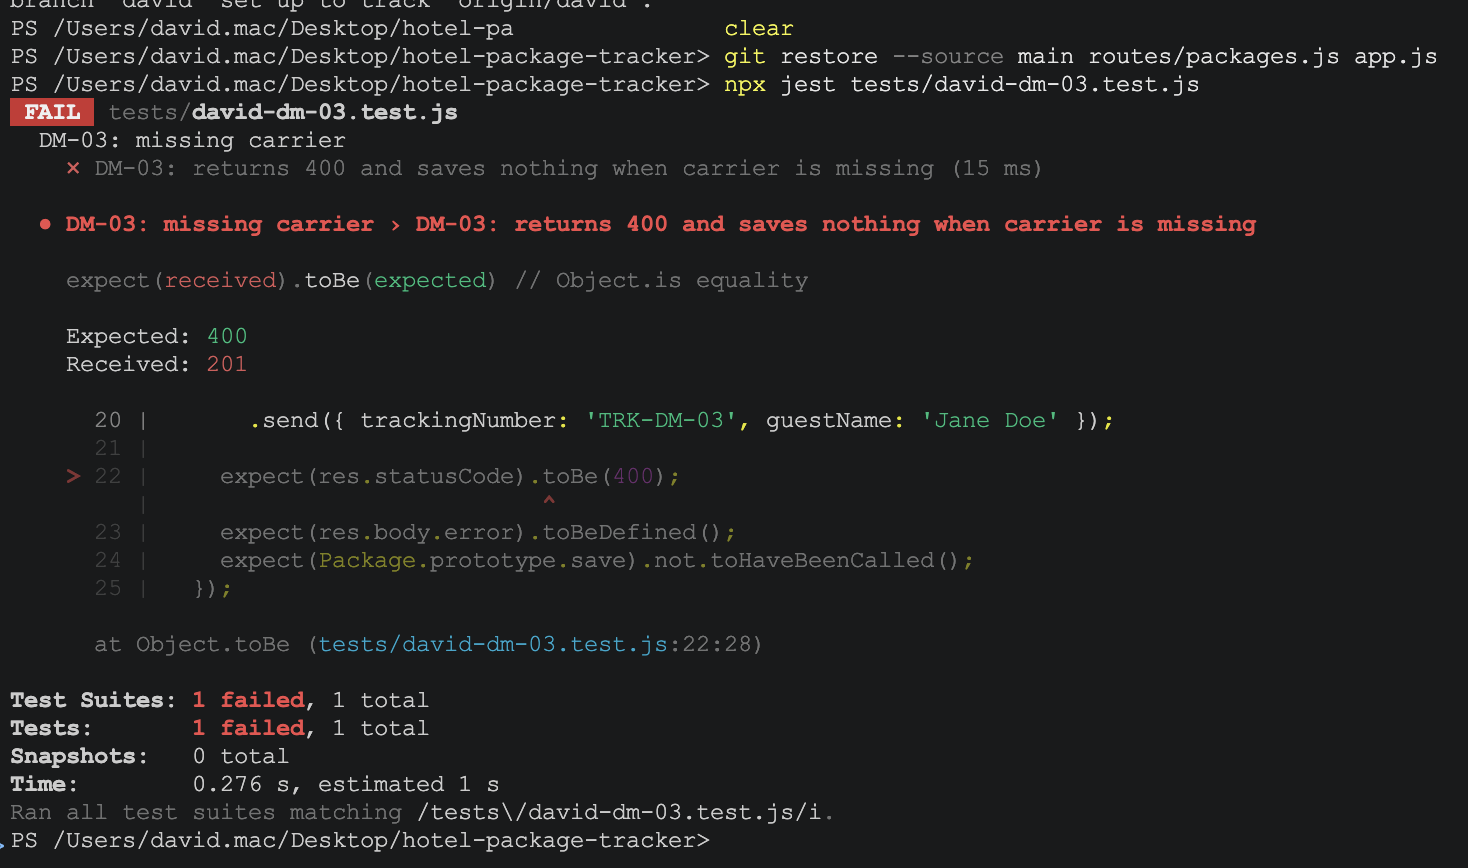 branch 'david' set up to track 'origin/david'.
PS /Users/david.mac/Desktop/hotel-pa clear
PS /Users/david.mac/Desktop/hotel-package-tracker> git restore --source main routes/packages.js app.js
PS /Users/david.mac/Desktop/hotel-package-tracker> npx jest tests/david-dm-03.test.js
FAIL tests/david-dm-03.test.js
DM-03: missing carrier
× DM-03: returns 400 and saves nothing when carrier is missing (15 ms)
● DM-03: missing carrier › DM-03: returns 400 and saves nothing when carrier is missing
expect(received).toBe(expected) // Object.is equality
Expected: 400
Received: 201
20 | .send({ trackingNumber: 'TRK-DM-03', guestName: 'Jane Doe' });
21 |
> 22 | expect(res.statusCode).toBe(400);
| ^
23 | expect(res.body.error).toBeDefined();
24 | expect(Package.prototype.save).not.toHaveBeenCalled();
25 | });
at Object.toBe (tests/david-dm-03.test.js:22:28)
Test Suites: 1 failed, 1 total
Tests: 1 failed, 1 total
Snapshots: 0 total
Time: 0.276 s, estimated 1 s
Ran all test suites matching /tests\/david-dm-03.test.js/i.
PS /Users/david.mac/Desktop/hotel-package-tracker>